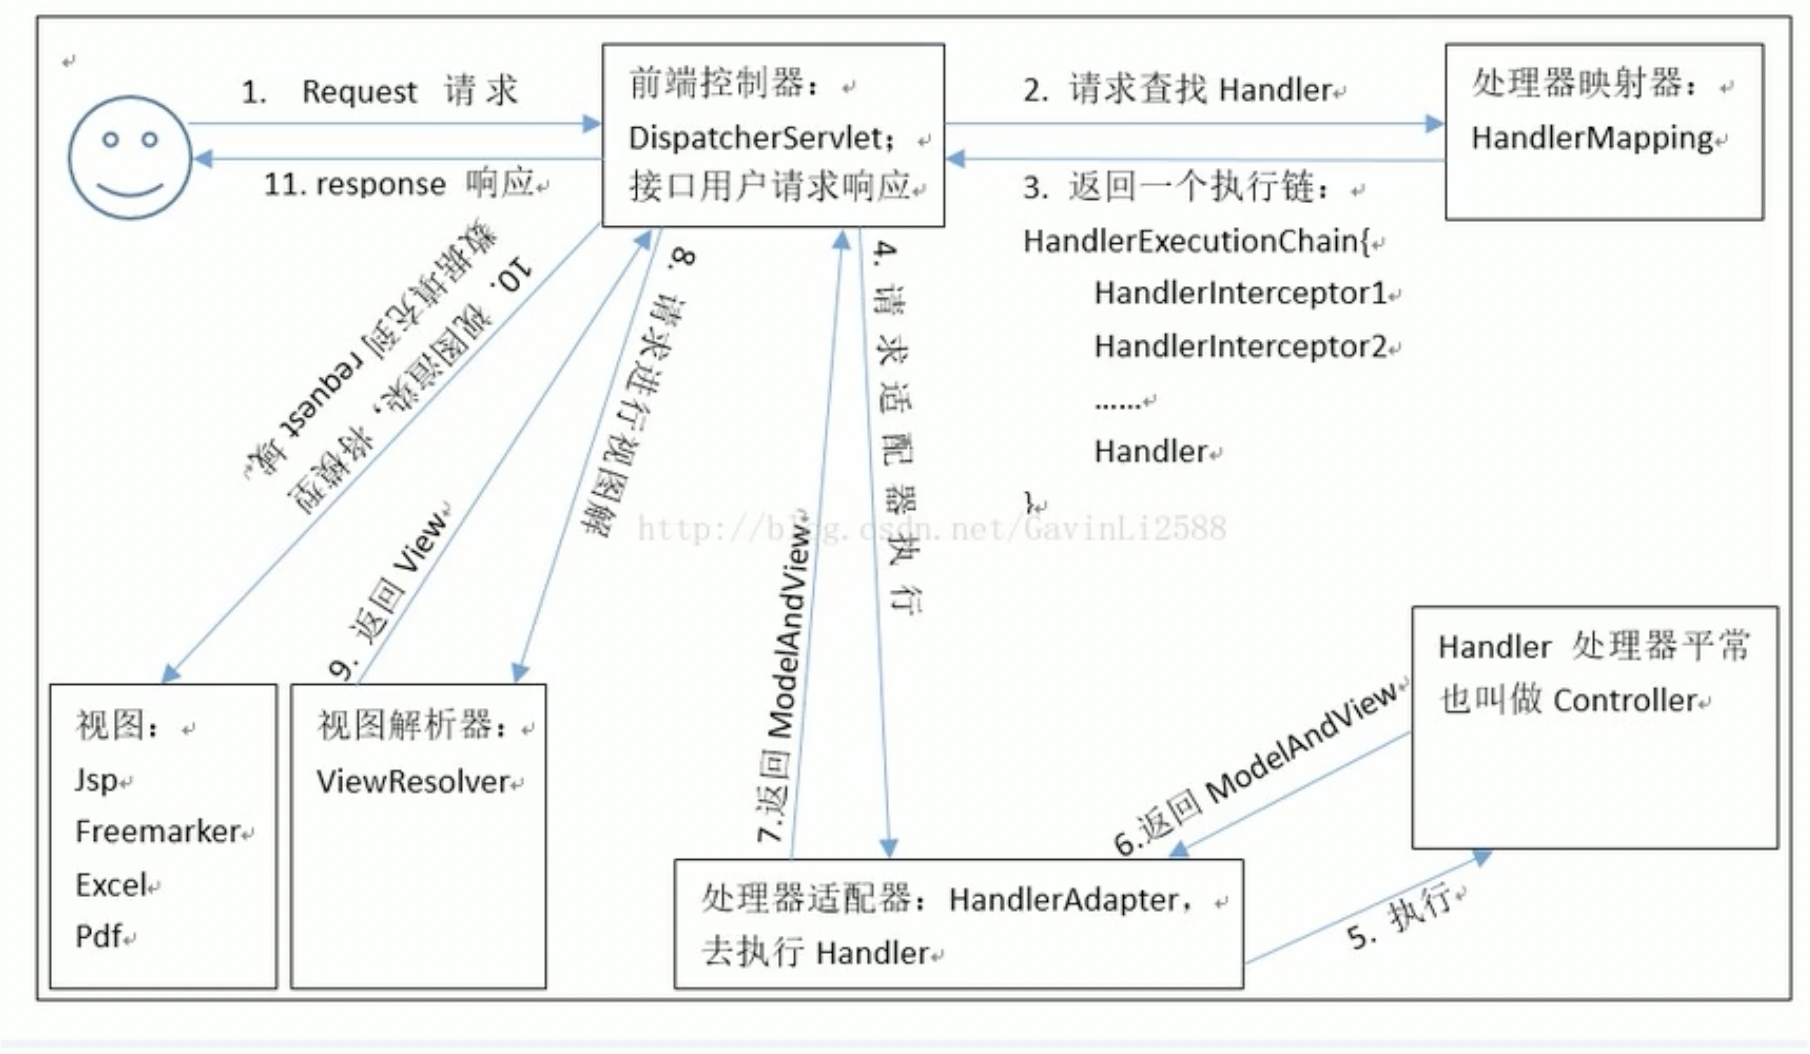 1. Request 请 求
11. response 响应
前端控制器：
DispatcherServlet；
接口用户请求响应
2. 请求查找 Handler
3. 返回一个执行链：
HandlerExecutionChain{
HandlerInterceptor1
HandlerInterceptor2
......
Handler
}
处理器映射器：
HandlerMapping
10. 视图渲染，将模型
数据填充到 request 域。
9. 返回 View
8. 请求进行视图解
4. 请 求 适 配 器 执 行
7.返回 ModelAndView
http://blog.csdn.net/GavinLi2588
6.返回 ModelAndView
5. 执行
Handler 处理器平常
也叫做 Controller
视图：
Jsp
Freemarker
Excel
Pdf
视图解析器：
ViewResolver
处理器适配器：HandlerAdapter，
去执行 Handler